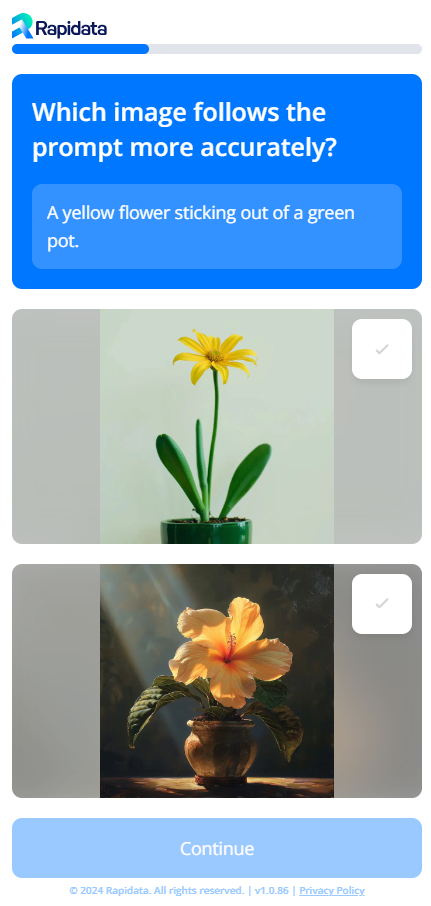 Rapidata
Which image follows the
prompt more accurately?
A yellow flower sticking out of a green
pot.
Continue
© 2024 Rapidata. All rights reserved. | v1.0.86 | Privacy Policy